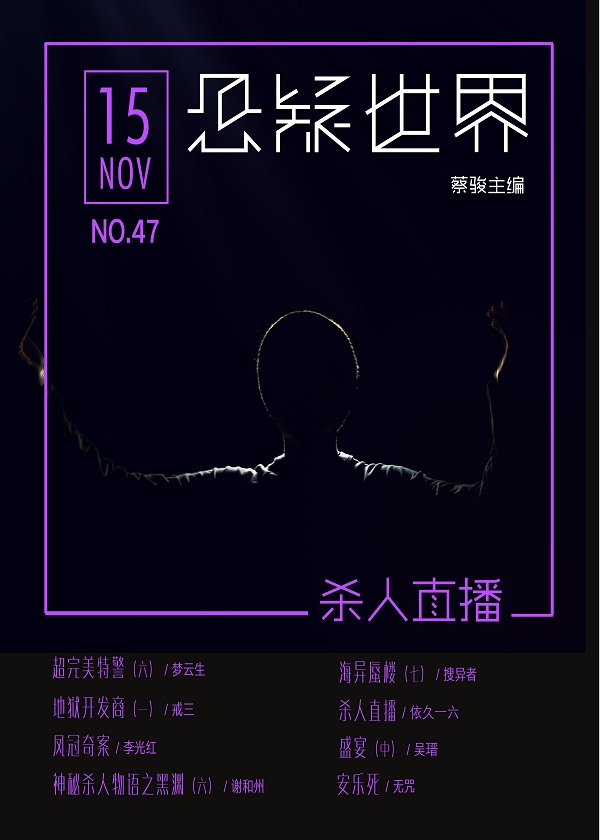 15
NOV
NO.47
悬疑世界
蔡骏主编
杀人直播
超完美特警（六） / 梦云生
地狱开发商（一） / 戒三
凤冠奇案 / 李光红
神秘杀人物语之黑渊（六） / 谢和州
海异蜃楼（七） / 搜异者
杀人直播 / 依久一六
盛宴（中） / 吴瑨
安乐死 / 无咒